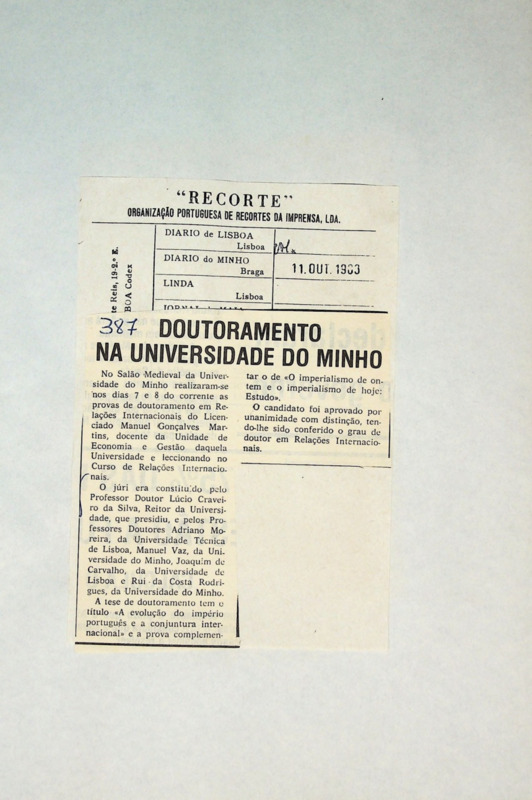 "RECORTE"
ORGANIZAÇÃO PORTUGUESA DE RECORTES DA IMPRENSA, LDA.
te Reis, 19-2.º E.
BOA Codex
DIARIO de LISBOA
Lisboa
DIARIO do MINHO
Braga
11.OUT.1983
LINDA
Lisboa
387 DOUTORAMENTO
NA UNIVERSIDADE DO MINHO
No Salão Medieval da Univer-
sidade do Minho realizaram-se
nos dias 7 e 8 do corrente as
provas de doutoramento em Re-
lações Internacionais do Licen-
ciado Manuel Gonçalves Mar-
tins, docente da Unidade de
Economia e Gestão daquela
Universidade e leccionando no
Curso de Relações Internacio-
nais.
O júri era constituído pelo
Professor Doutor Lúcio Cravei-
ro da Silva, Reitor da Universi-
dade, que presidiu, e pelos Pro-
fessores Doutores Adriano Mo-
reira, da Universidade Técnica
de Lisboa, Manuel Vaz, da Uni-
versidade do Minho, Joaquim de
Carvalho, da Universidade de
Lisboa e Rui da Costa Rodri-
gues, da Universidade do Minho.
A tese de doutoramento tem o
título «A evolução do império
português e a conjuntura inter-
nacional» e a prova complemen-
tar o de «O imperialismo de on-
tem e o imperialismo de hoje:
Estudo».
O candidato foi aprovado por
unanimidade com distinção, ten-
do-lhe sido conferido o grau de
doutor em Relações Internacio-
nais.